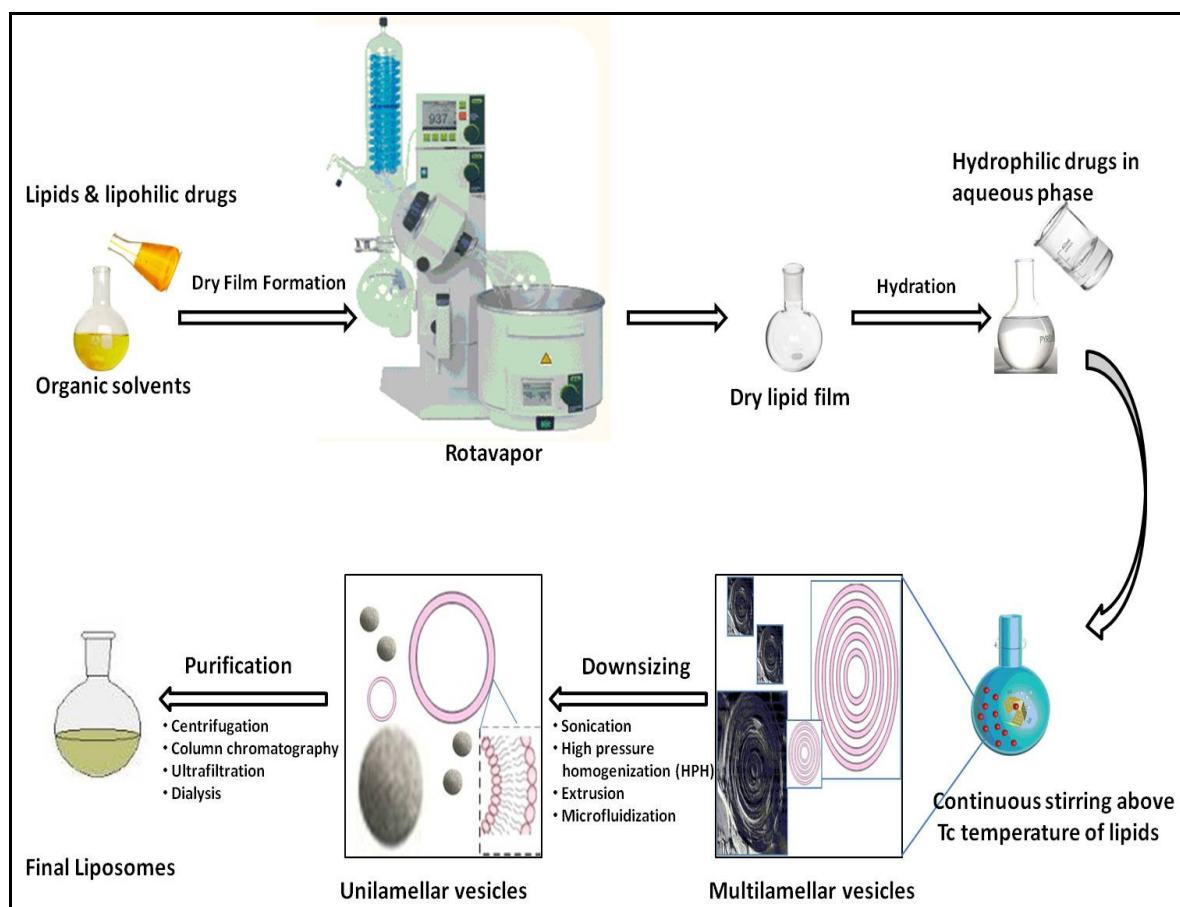 Lipids & lipohilic drugs
Organic solvents
Dry Film Formation
937
Rotavapor
Dry lipid film
Hydration
Hydrophilic drugs in
aqueous phase
PYREX
Continuous stirring above
Tc temperature of lipids
Multilamellar vesicles
Downsizing
• Sonication
• High pressure
homogenization (HPH)
• Extrusion
• Microfluidization
Unilamellar vesicles
Purification
• Centrifugation
• Column chromatography
• Ultrafiltration
• Dialysis
Final Liposomes